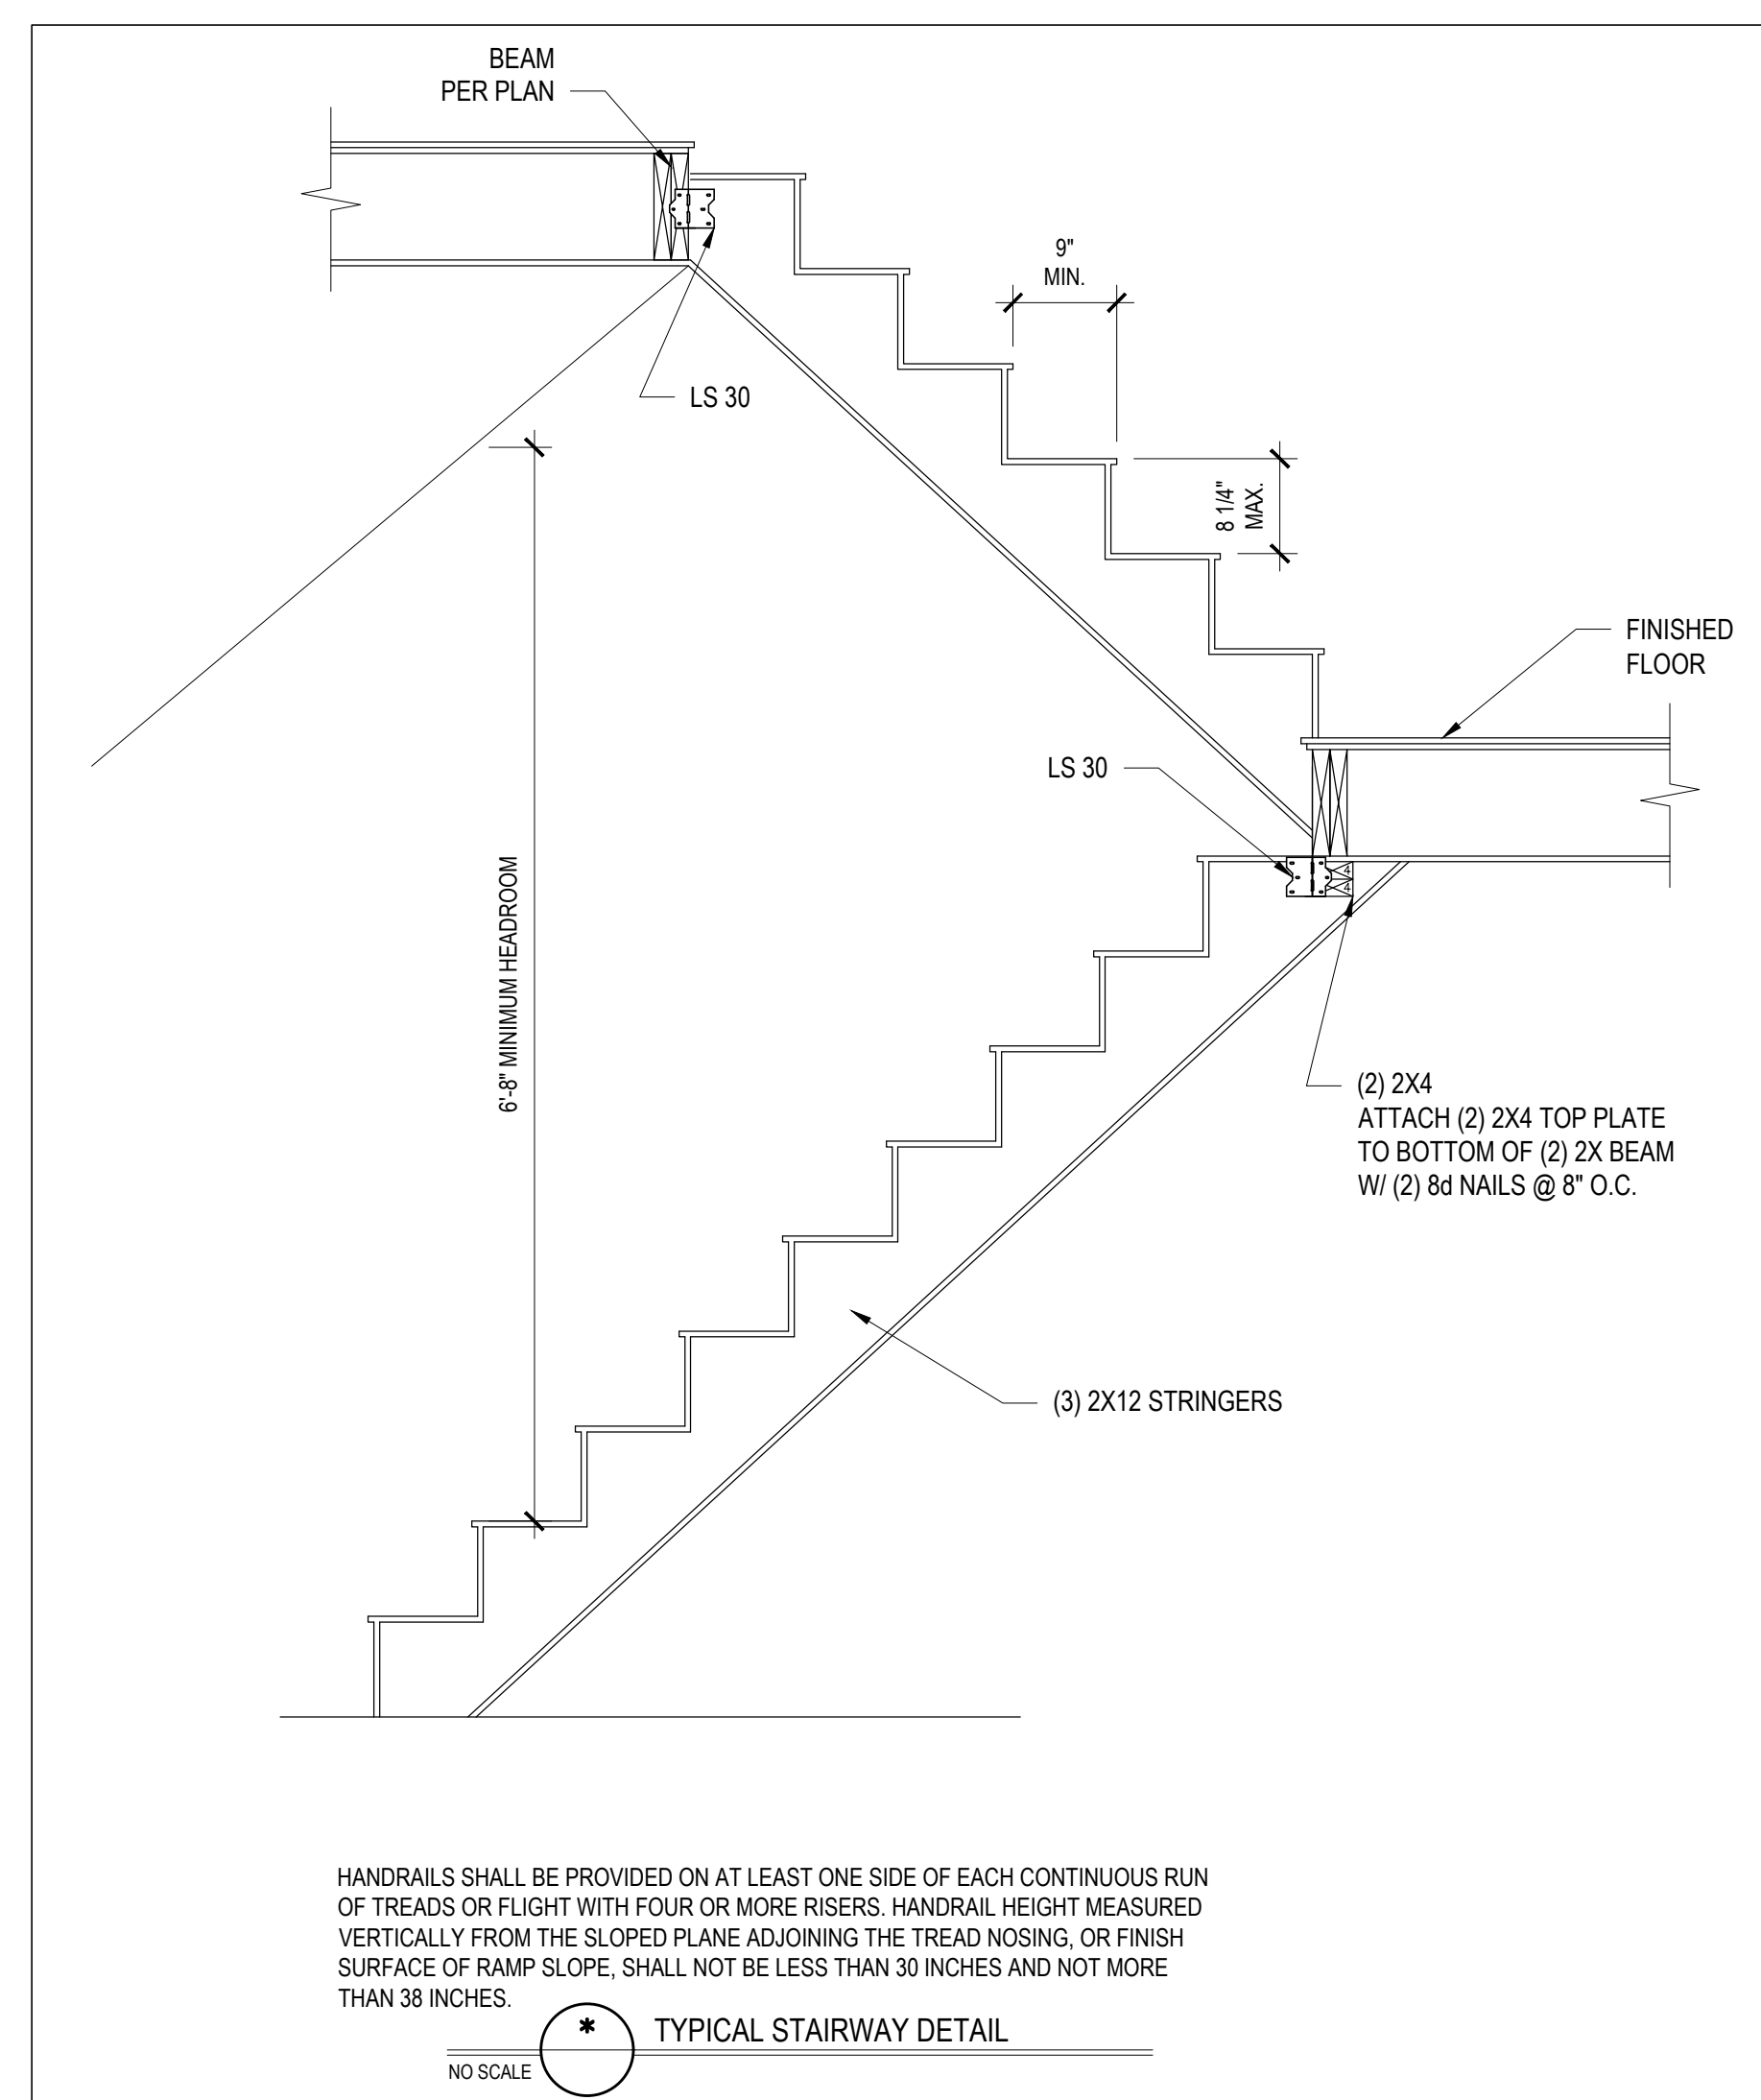 BEAM
PER PLAN
9"
MIN.
LS 30
8 1/4"
MAX.
FINISHED
FLOOR
LS 30
4
4
6'-8" MINIMUM HEADROOM
(2) 2X4
ATTACH (2) 2X4 TOP PLATE
TO BOTTOM OF (2) 2X BEAM
W/ (2) 8d NAILS @ 8" O.C.
(3) 2X12 STRINGERS
HANDRAILS SHALL BE PROVIDED ON AT LEAST ONE SIDE OF EACH CONTINUOUS RUN
OF TREADS OR FLIGHT WITH FOUR OR MORE RISERS. HANDRAIL HEIGHT MEASURED
VERTICALLY FROM THE SLOPED PLANE ADJOINING THE TREAD NOSING, OR FINISH
SURFACE OF RAMP SLOPE, SHALL NOT BE LESS THAN 30 INCHES AND NOT MORE
THAN 38 INCHES.
* TYPICAL STAIRWAY DETAIL
NO SCALE